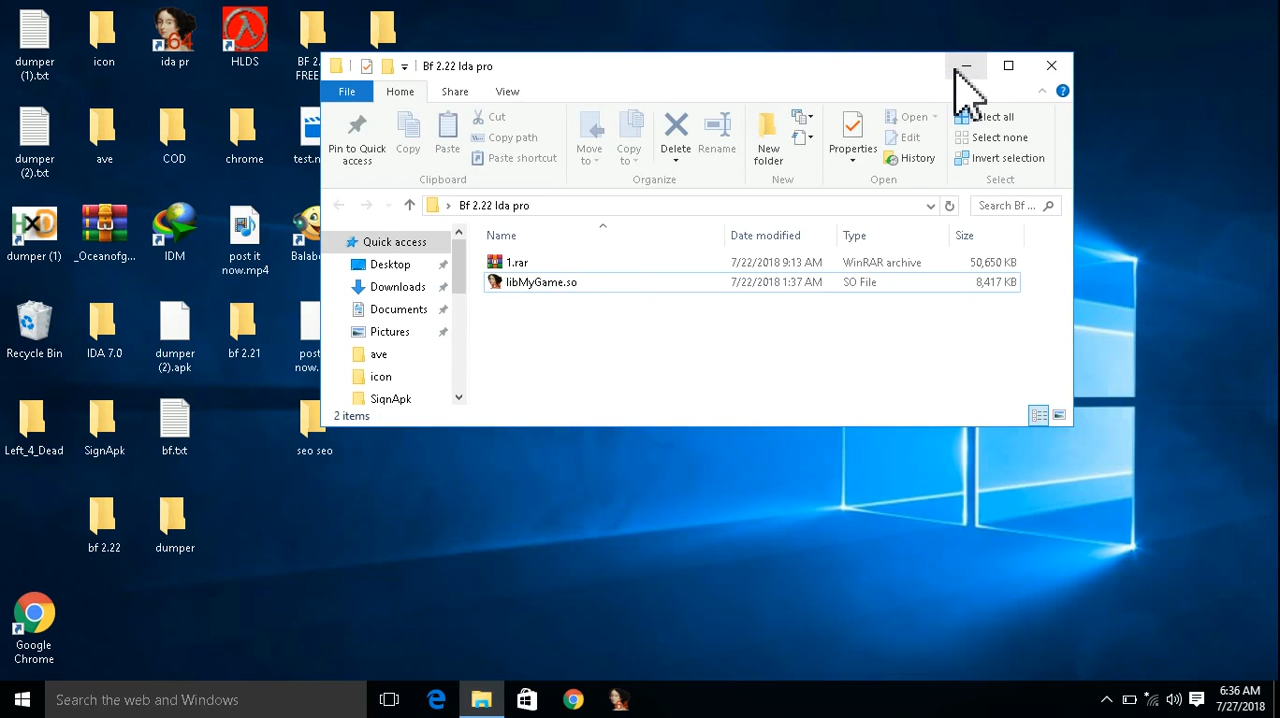 dumper (1).txt
icon
ida pr
HLDS
BF 2.
FREE
dumper (2).txt
ave
COD
chrome
test.n
dumper (1)
_Oceanofg...
IDM
post it now.mp4
Balab
Recycle Bin
IDA 7.0
dumper (2).apk
bf 2.21
post
now.
Left_4_Dead
SignApk
bf.txt
seo seo
bf 2.22
dumper
Google Chrome
Bf 2.22 Ida pro
File
Home
Share
View
Pin to Quick access
Copy
Paste
Cut
Copy path
Paste shortcut
Clipboard
Move to
Copy to
Delete
Rename
Organize
New folder
New
Properties
Open
Edit
History
Open
all
Select none
Invert selection
Select
Bf 2.22 Ida pro
Search Bf ...
Quick access
Desktop
Downloads
Documents
Pictures
ave
icon
SignApk
Name Date modified Type Size
1.rar 7/22/2018 9:13 AM WinRAR archive 50,650 KB
libMyGame.so 7/22/2018 1:37 AM SO File 8,417 KB
2 items
Search the web and Windows
6:36 AM
7/27/2018